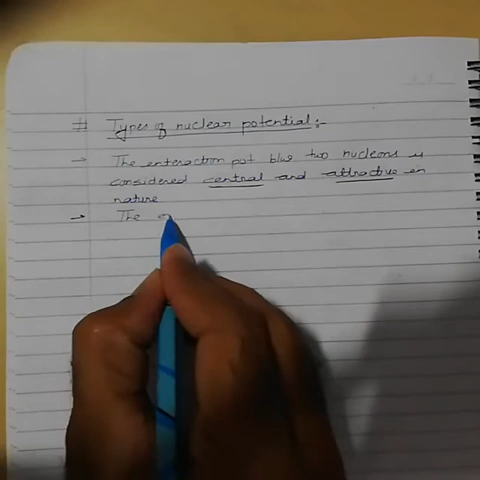 # Types of nuclear potential :-
→ The interaction pot b/w two nucleons is
considered central and attractive in
nature
→ The